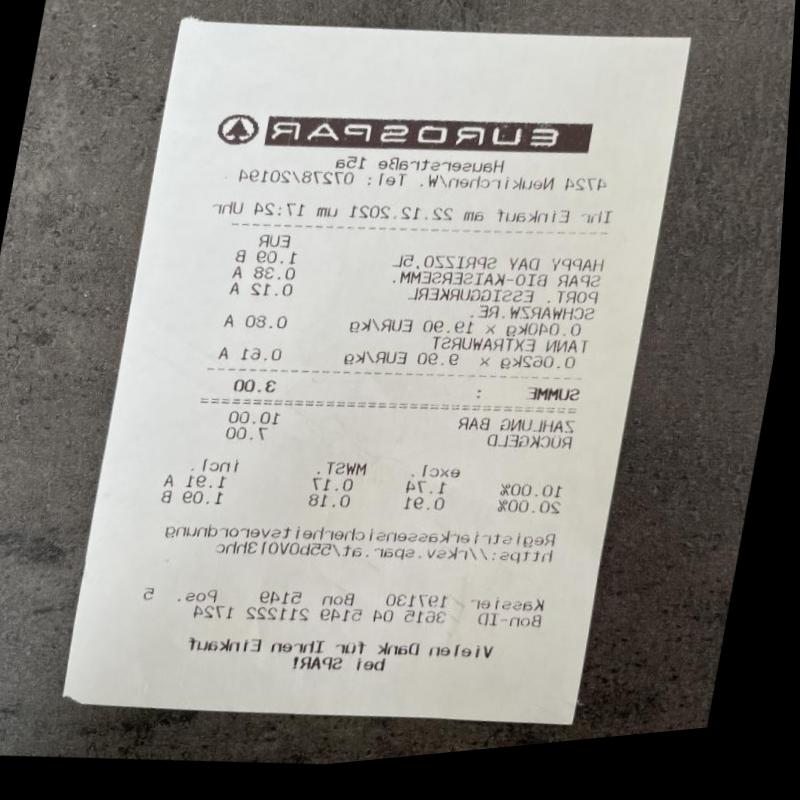 EUROSPAR
Hauserstraße 15a
4724 Neukirchen/W. Tel: 07278/20194
Ihr Einkauf am 22.12.2021 um 17:24 Uhr
EUR
HAPPY DAY SPRIZZ0,5L 1.09 B
SPAR BIO-KAISERSEMM. 0.38 A
PORT. ESSIGGURKERL 0.12 A
SCHWARZW.RE.
0.040kg x 19.90 EUR/kg 0.80 A
TANN EXTRAWURST
0.062kg x 9.90 EUR/kg 0.61 A
SUMME : 3.00
ZAHLUNG BAR 10.00
RÜCKGELD 7.00
excl. MWST. incl.
10.00% 1.74 0.17 1.91 A
20.00% 0.91 0.18 1.09 B
Registrierkassensicherheitsverordnung
https://rksv.spar.at/55b0V013hhc
Kassier 197130 Bon 5149 Pos. 5
Bon-ID 3615 04 5149 211222 1724
Vielen Dank für Ihren Einkauf
bei SPAR!